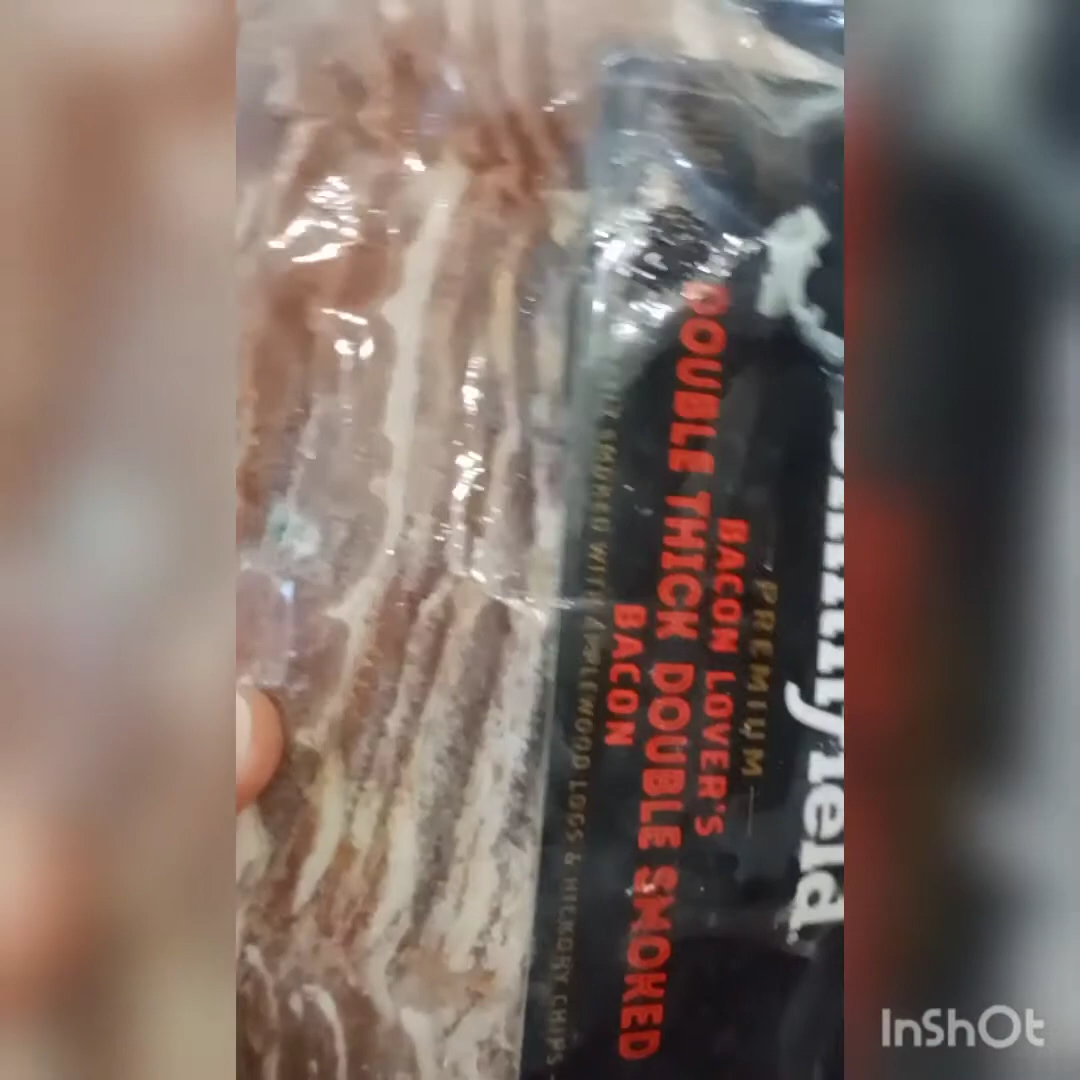 PREMIUM
BACON LOVER'S
DOUBLE THICK DOUBLE SMOKED
BACON
SMOKED WITH APPLEWOOD LOGS & HICKORY CHIPS
InShOt